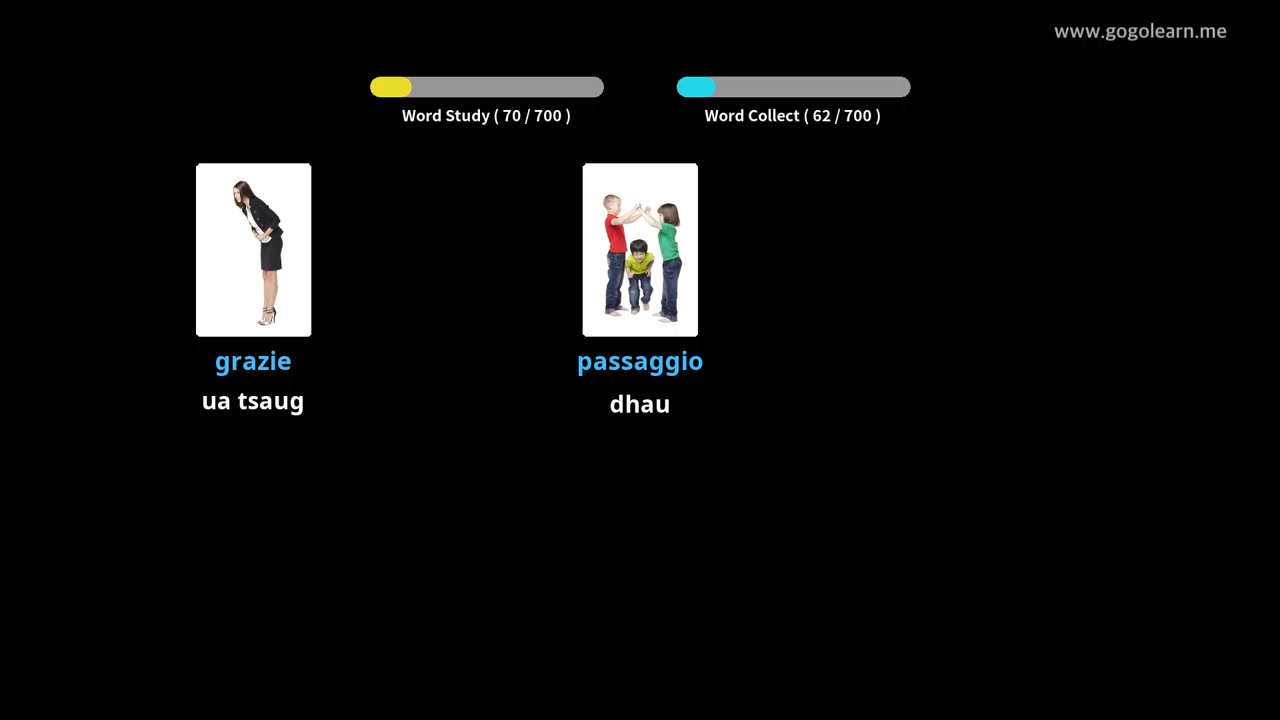 www.gogolearn.me
Word Study ( 70 / 700 )
Word Collect ( 62 / 700 )
grazie
passaggio
ua tsaug
dhau